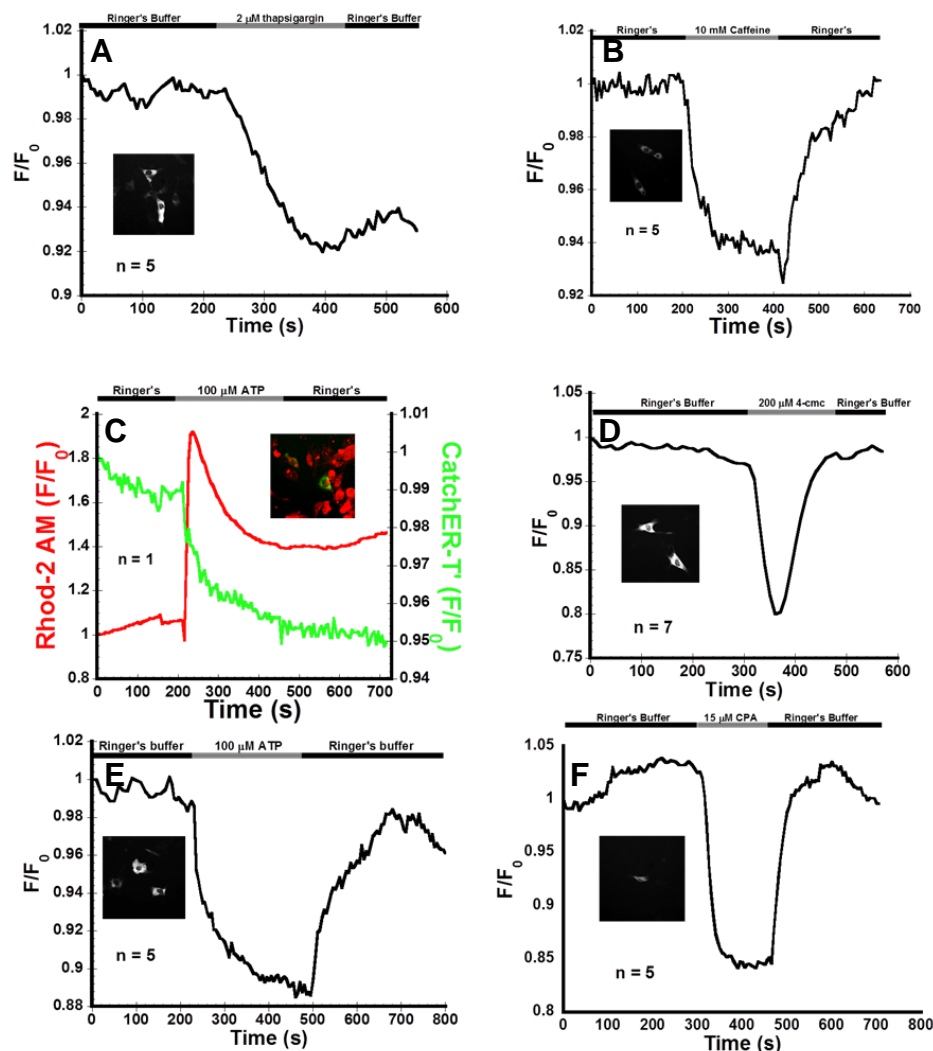 Ringer's Buffer 2 μM thapsigargin Ringer's Buffer
A
1.02
1
0.98
0.96
0.94
0.92
0.9
F/F0
n = 5
0 100 200 300 400 500 600
Time (s)
Ringer's 10 mM Caffeine Ringer's
B
1.02
1
0.98
0.96
0.94
0.92
F/F0
n = 5
0 100 200 300 400 500 600 700
Time (s)
Ringer's 100 μM ATP Ringer's
C
2
1.8
1.6
1.4
1.2
1
0.8
Rhod-2 AM (F/F0)
n = 1
1.01
1
0.99
0.98
0.97
0.96
0.95
0.94
CatchER-T' (F/F0)
0 100 200 300 400 500 600 700
Time (s)
Ringer's Buffer 200 μM 4-cmc Ringer's Buffer
D
1.05
1
0.95
0.9
0.85
0.8
0.75
F/F0
n = 7
0 100 200 300 400 500 600
Time (s)
Ringer's buffer 100 μM ATP Ringer's buffer
E
1.02
1
0.98
0.96
0.94
0.92
0.9
0.88
F/F0
n = 5
0 100 200 300 400 500 600 700 800
Time (s)
Ringer's Buffer 15 μM CPA Ringer's Buffer
F
1.05
1
0.95
0.9
0.85
0.8
F/F0
n = 5
0 100 200 300 400 500 600 700 800
Time (s)